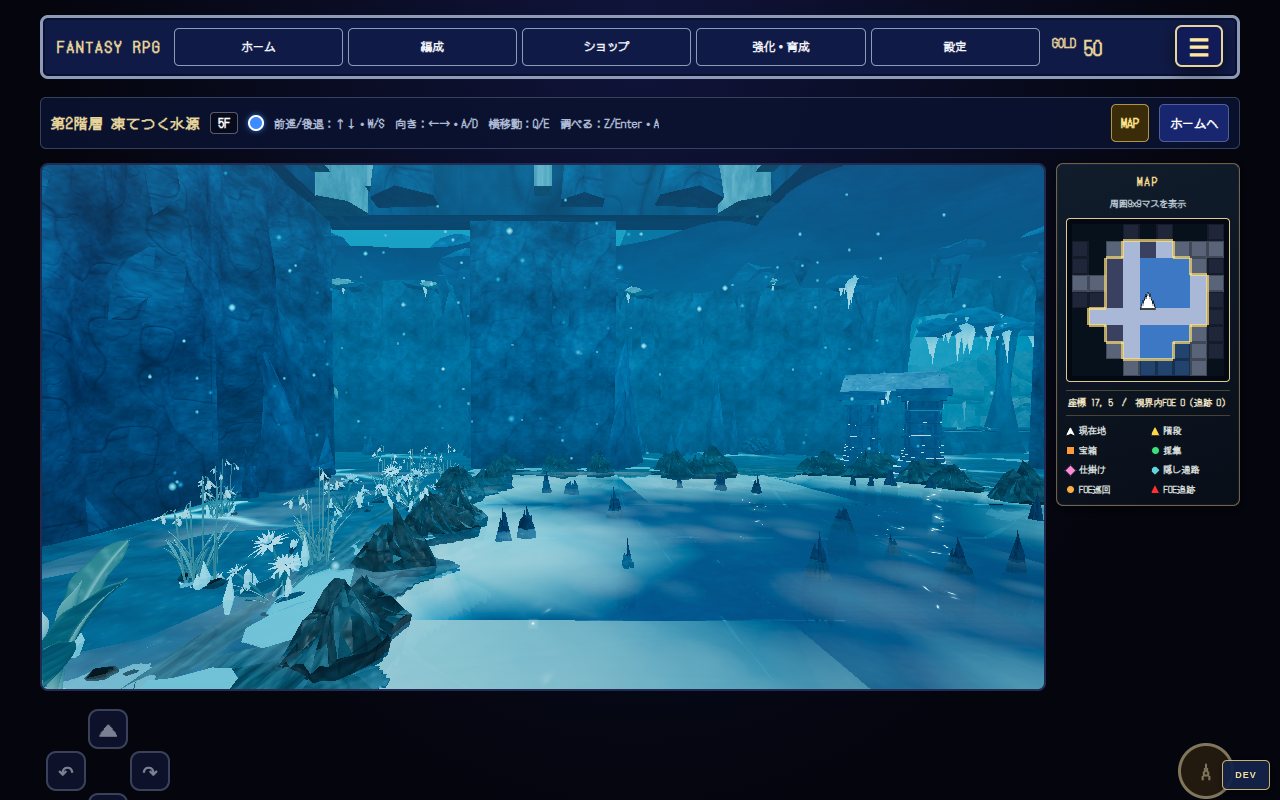 FANTASY RPG
ホーム
編成
ショップ
強化・育成
設定
GOLD 50
第2階層 凍てつく水源
5F
前進/後退：↑↓・W/S 向き：←→・A/D 横移動：Q/E 調べる：Z/Enter・A
MAP
ホームへ
MAP
周囲9x9マスを表示
座標 17, 5 / 視界内FOE 0 (追跡 0)
現在地
階段
宝箱
採集
仕掛け
隠し通路
FOE巡回
FOE追跡
A
DEV